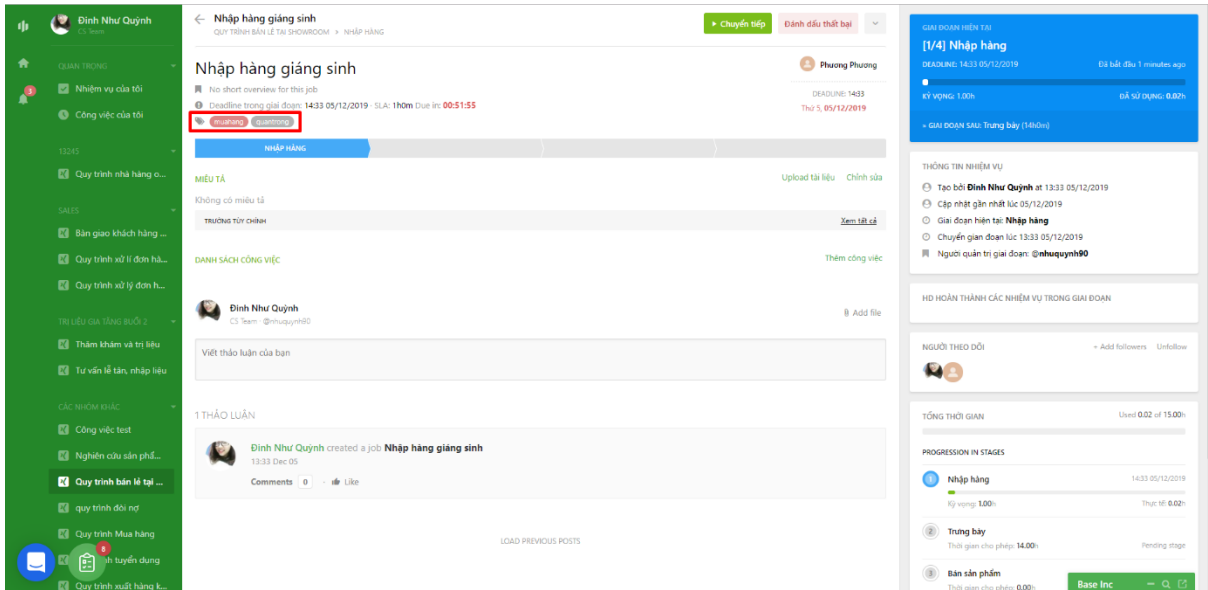 Đinh Như Quỳnh
CS Team
QUAN TRỌNG
3
Nhiệm vụ của tôi
Công việc của tôi
13245
Quy trình nhà hàng o...
SALES
Bàn giao khách hàng ...
Quy trình xử lí đơn hà...
Quy trình xử lý đơn h...
TRỊ LIỆU GIA TĂNG BUỔI 2
Thăm khám và trị liệu
Tư vấn lễ tân, nhập liệu
CÁC NHÓM KHÁC
Công việc test
Nghiên cứu sản phẩ...
Quy trình bán lẻ tại ...
quy trình đòi nợ
Quy trình Mua hàng
8
nh tuyển dụng
Quy trình xuất hàng k...
Nhập hàng giáng sinh
QUY TRÌNH BÁN LẺ TẠI SHOWROOM > NHẬP HÀNG
Chuyển tiếp
Đánh dấu thất bại
Nhập hàng giáng sinh
Phương Phương
No short overview for this job
Deadline trong giai đoạn: 14:33 05/12/2019 · SLA: 1h0m Due in: 00:51:55
DEADLINE: 14:33
Thứ 5, 05/12/2019
muahang quantrong
NHẬP HÀNG
MIÊU TẢ
Upload tài liệu Chỉnh sửa
Không có miêu tả
TRƯỜNG TÙY CHỈNH
Xem tất cả
DANH SÁCH CÔNG VIỆC
Thêm công việc
Đinh Như Quỳnh
CS Team · @nhuquynh90
Add file
Viết thảo luận của bạn
1 THẢO LUẬN
Đinh Như Quỳnh created a job Nhập hàng giáng sinh
13:33 Dec 05
Comments 0 · Like
LOAD PREVIOUS POSTS
GIAI ĐOẠN HIỆN TẠI
[1/4] Nhập hàng
DEADLINE: 14:33 05/12/2019
Đã bắt đầu 1 minutes ago
KỲ VỌNG: 1.00h
ĐÃ SỬ DỤNG: 0.02h
» GIAI ĐOẠN SAU: Trưng bày (14h0m)
THÔNG TIN NHIỆM VỤ
Tạo bởi Đinh Như Quỳnh at 13:33 05/12/2019
Cập nhật gần nhất lúc 05/12/2019
Giai đoạn hiện tại: Nhập hàng
Chuyển gian đoạn lúc 13:33 05/12/2019
Người quản trị giai đoạn: @nhuquynh90
HD HOÀN THÀNH CÁC NHIỆM VỤ TRONG GIAI ĐOẠN
NGƯỜI THEO DÕI
+ Add followers Unfollow
TỔNG THỜI GIAN
Used 0.02 of 15.00h
PROGRESSION IN STAGES
1
Nhập hàng
14:33 05/12/2019
Kỳ vọng: 1.00h
Thực tế: 0.02h
2
Trưng bày
Thời gian cho phép: 14.00h
Pending stage
3
Bán sản phẩm
Thời gian cho phép: 0.00h
Base Inc